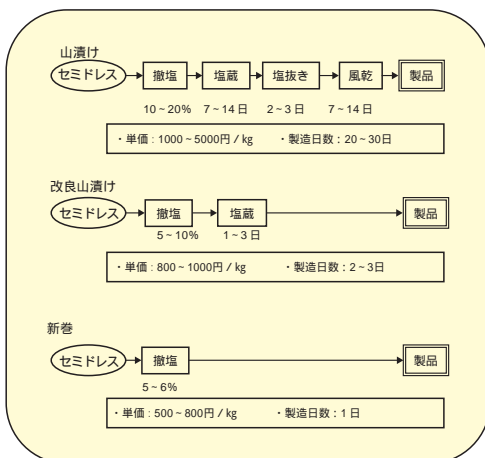 山漬け
セミドレス 撤塩 塩蔵 塩抜き 風乾 製品
10~20% 7~14日 2~3日 7~14日
・単価:1000~5000円/kg ・製造日数:20~30日
改良山漬け
セミドレス 撤塩 塩蔵 製品
5~10% 1~3日
・単価:800~1000円/kg ・製造日数:2~3日
新巻
セミドレス 撤塩 製品
5~6%
・単価:500~800円/kg ・製造日数:1日